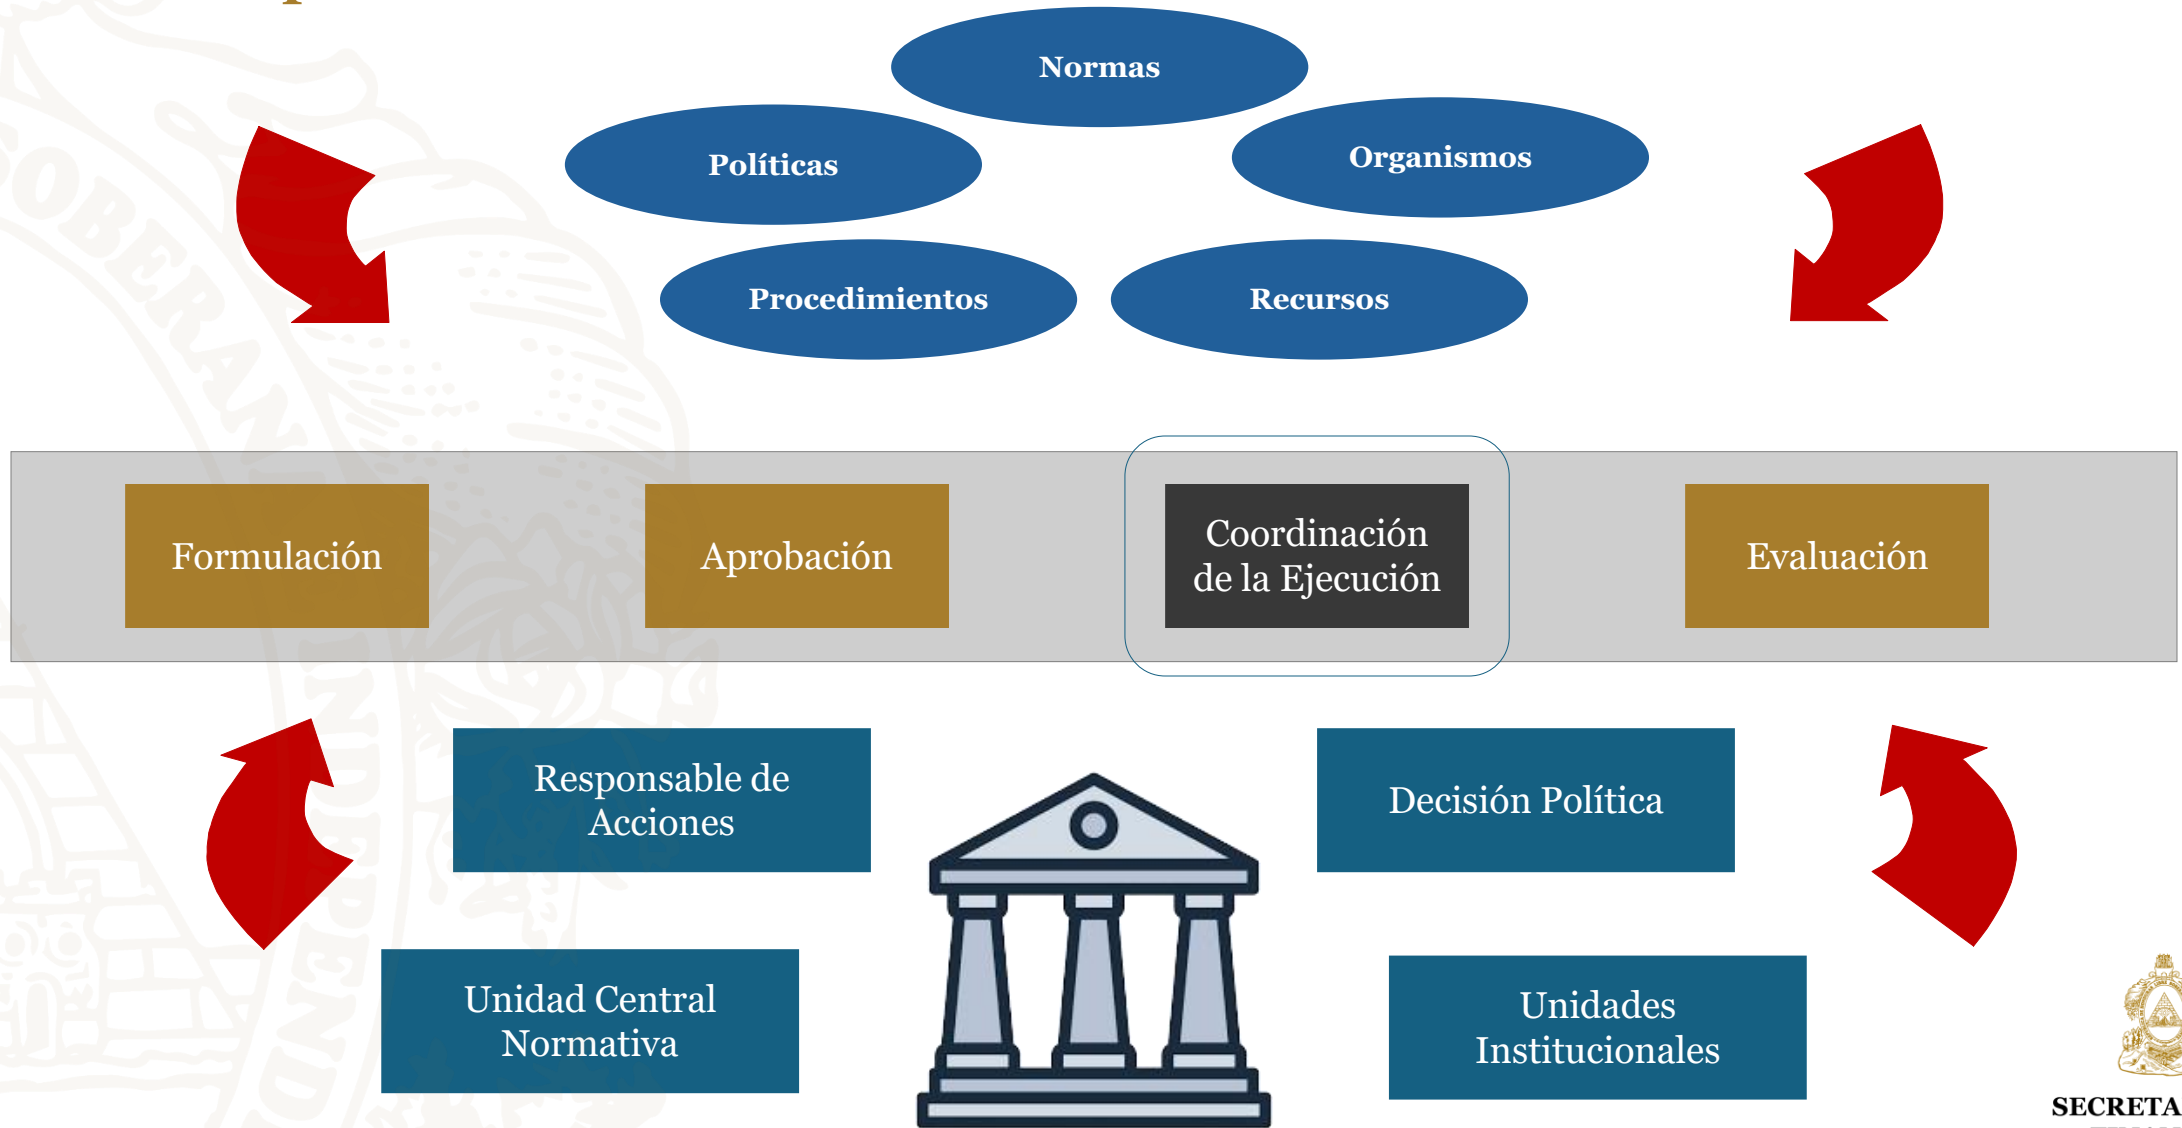 Normas
Políticas
Organismos
Procedimientos
Recursos
Formulación
Aprobación
Coordinación
de la Ejecución
Evaluación
Responsable de
Acciones
Decisión Política
Unidad Central
Normativa
Unidades
Institucionales
SECRETA